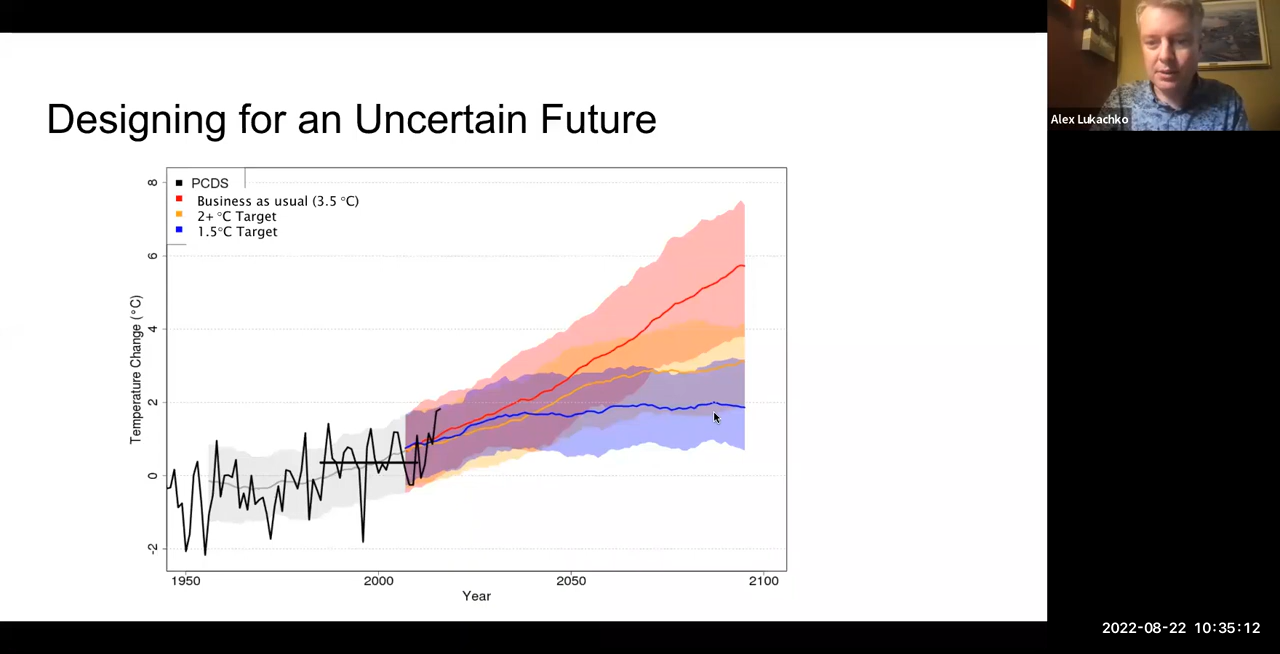 Designing for an Uncertain Future
PCDS
Business as usual (3.5 °C)
2+ °C Target
1.5°C Target
8
6
4
2
0
-2
Temperature Change (°C)
1950
2000
2050
2100
Year
Alex Lukachko
2022-08-22 10:35:12